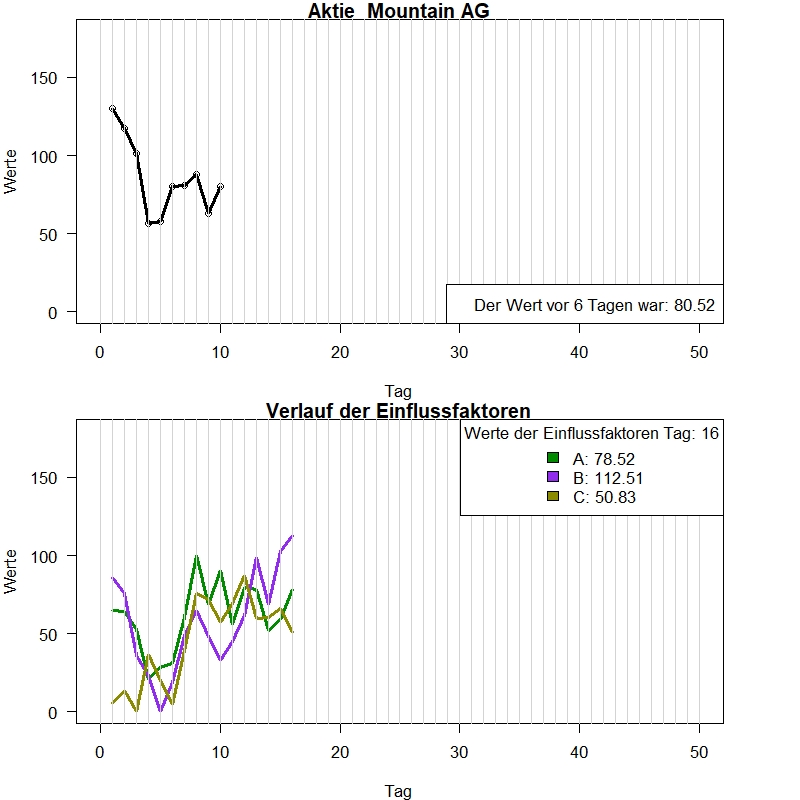 Aktie  Mountain AG
Werte
150
100
50
0
Der Wert vor 6 Tagen war: 80.52
0 10 20 30 40 50
Tag
Verlauf der Einflussfaktoren
Werte
150
100
50
0
Werte der Einflussfaktoren Tag: 16
A: 78.52
B: 112.51
C: 50.83
0 10 20 30 40 50
Tag